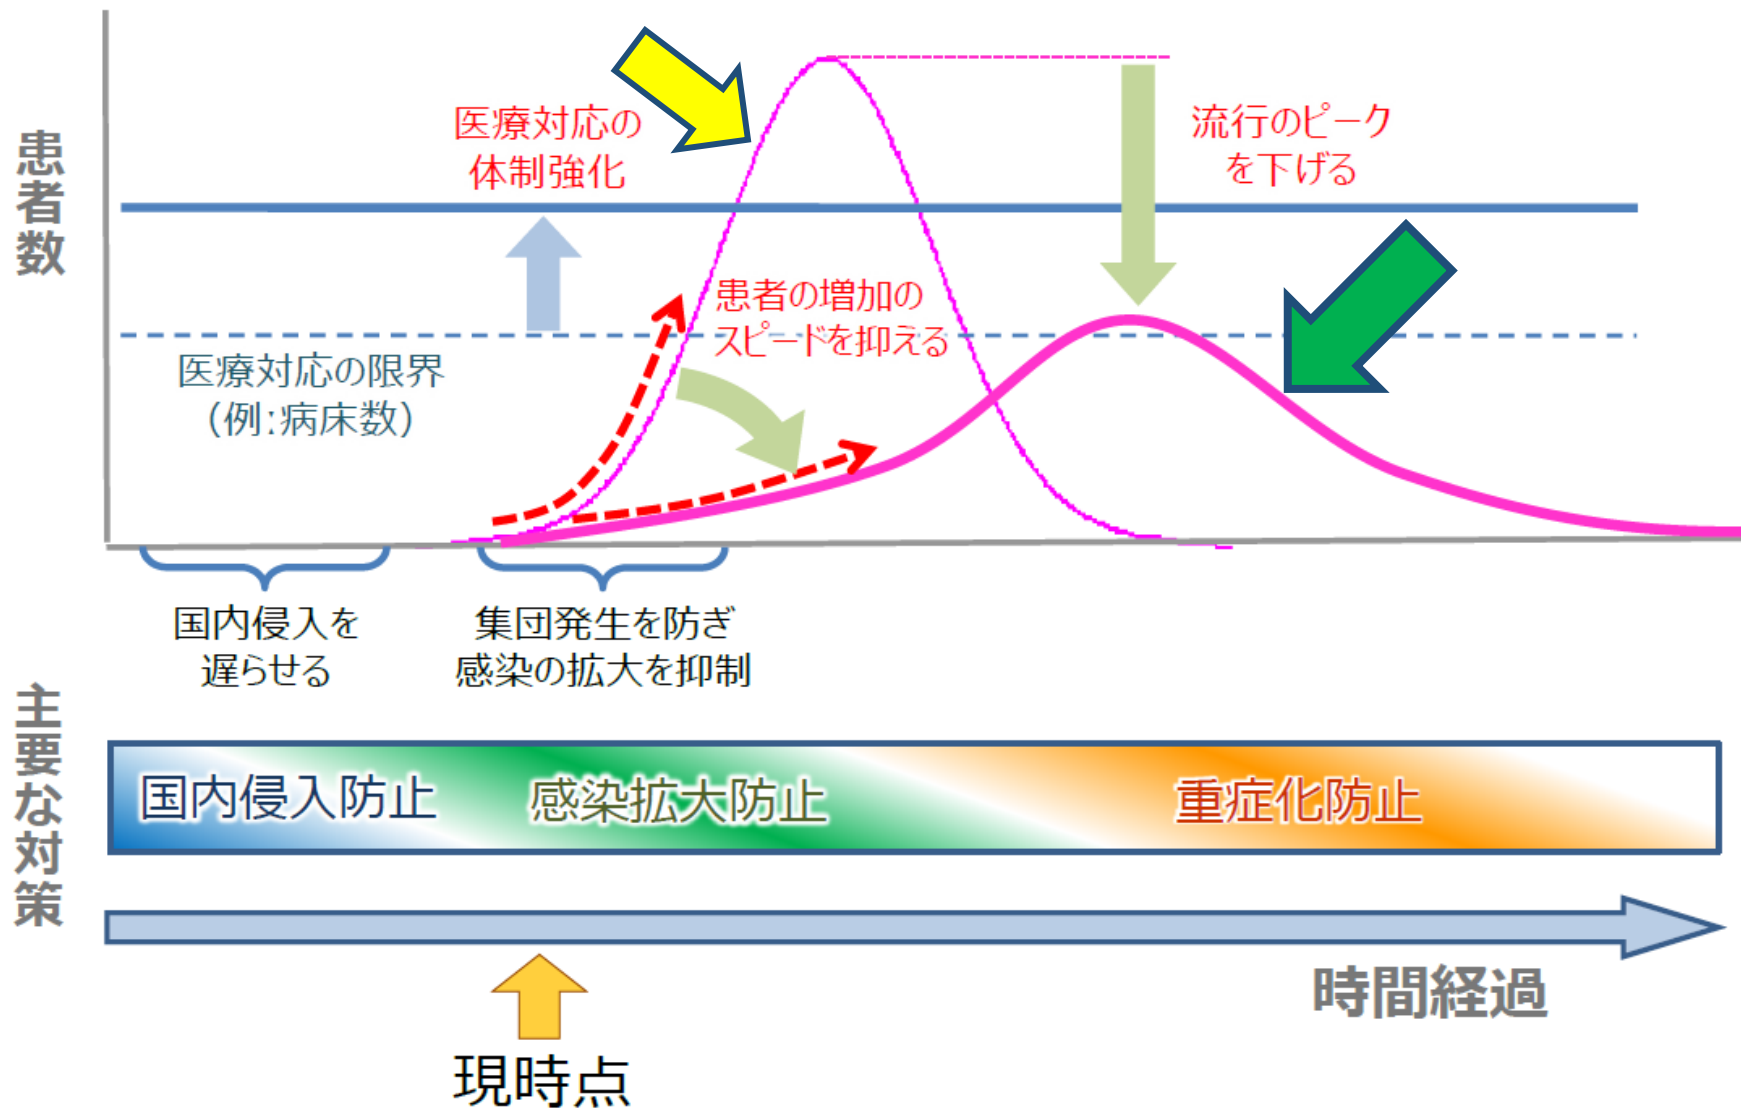 患者数
医療対応の
体制強化
流行のピーク
を下げる
患者の増加の
スピードを抑える
医療対応の限界
(例:病床数)
国内侵入を
遅らせる
集団発生を防ぎ
感染の拡大を抑制
主要な対策
国内侵入防止
感染拡大防止
重症化防止
時間経過
現時点